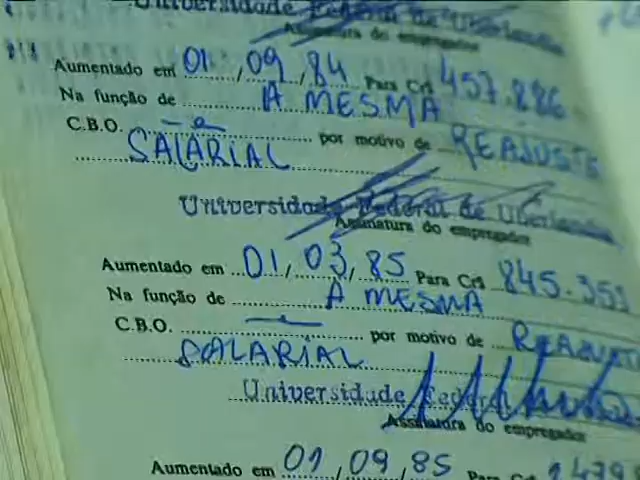 Universidade Federal de Uberlandia
Assinatura do empregador
Aumentado em 01, 09, 84 Para Cr$ 457.886
Na função de A MESMA
C.B.O. — por motivo de REAJUSTE
SALARIAL
Universidade Federal de Uberlandia
Assinatura do empregador
Aumentado em 01, 03, 85 Para Cr$ 845.353
Na função de A MESMA
C.B.O. — por motivo de REAJUSTE
SALARIAL
Universidade Federal
Assinatura do empregador
Aumentado em 01, 09, 85 Para Cr$